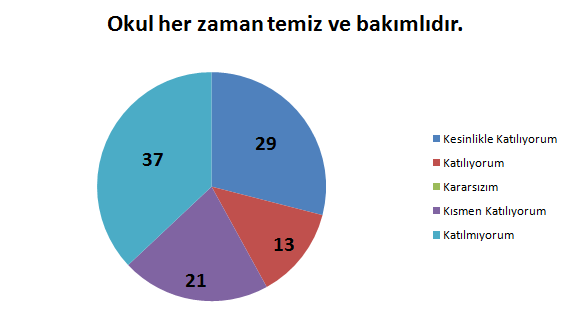 Okul her zaman temiz ve bakımlıdır.
29
37
13
21
Kesinlikle Katılıyorum
Katılıyorum
Kararsızım
Kısmen Katılıyorum
Katılmıyorum